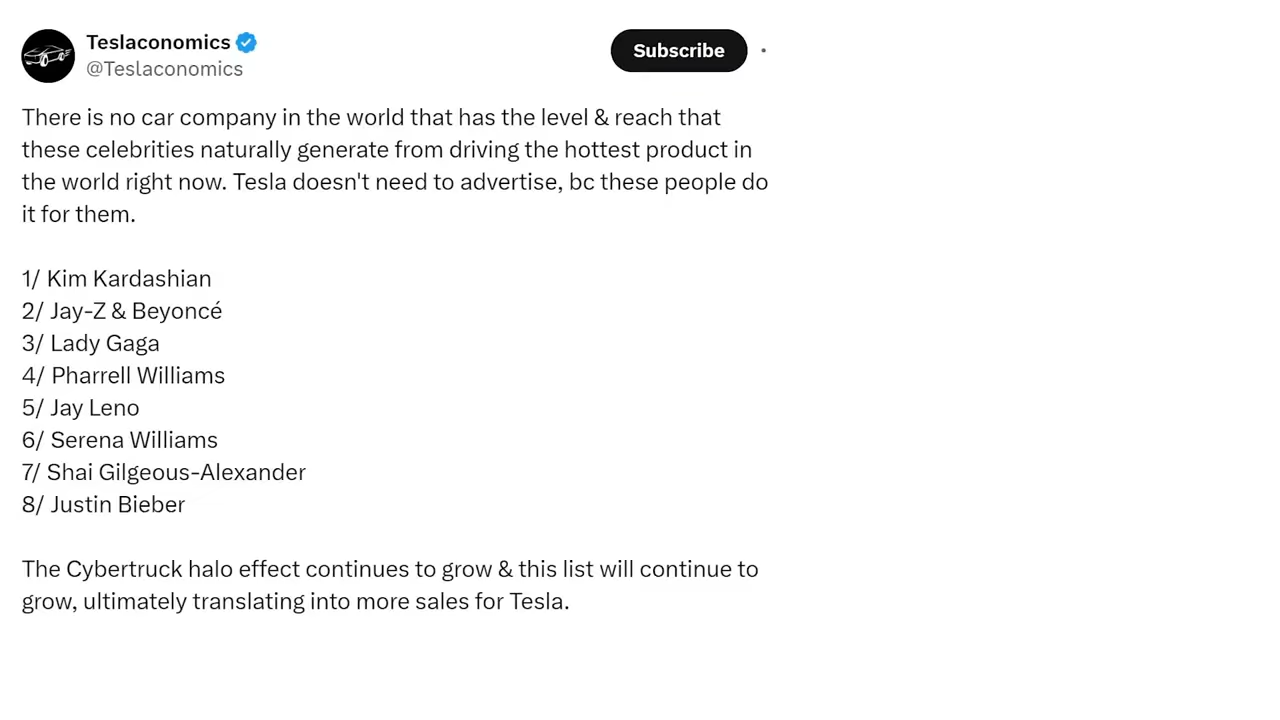 Teslaconomics
@Teslaconomics
Subscribe
There is no car company in the world that has the level & reach that
these celebrities naturally generate from driving the hottest product in
the world right now. Tesla doesn't need to advertise, bc these people do
it for them.
1/ Kim Kardashian
2/ Jay-Z & Beyoncé
3/ Lady Gaga
4/ Pharrell Williams
5/ Jay Leno
6/ Serena Williams
7/ Shai Gilgeous-Alexander
8/ Justin Bieber
The Cybertruck halo effect continues to grow & this list will continue to
grow, ultimately translating into more sales for Tesla.